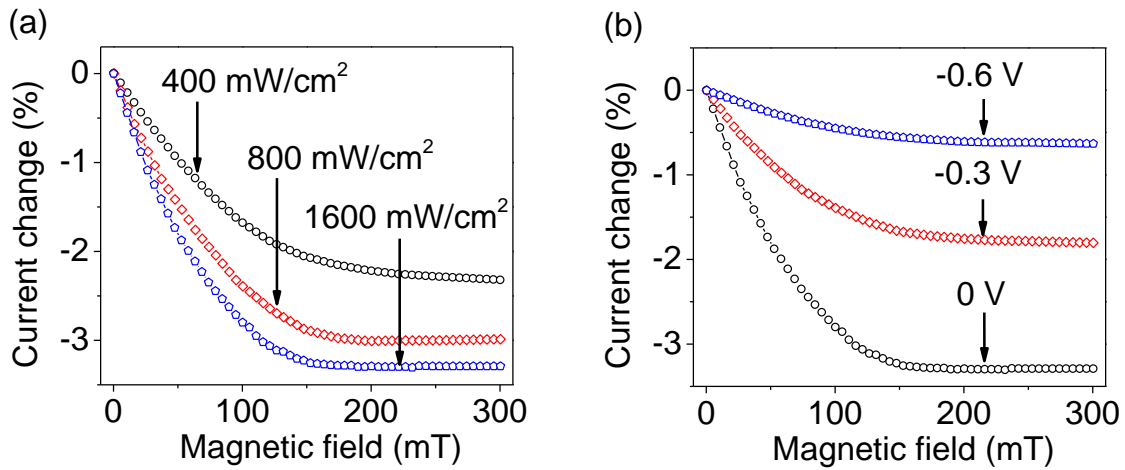 (a)
Current change (%)
0
-1
-2
-3
400 mW/cm²
800 mW/cm²
1600 mW/cm²
0 100 200 300
Magnetic field (mT)
(b)
Current change (%)
0
-1
-2
-3
-0.6 V
-0.3 V
0 V
0 100 200 300
Magnetic field (mT)